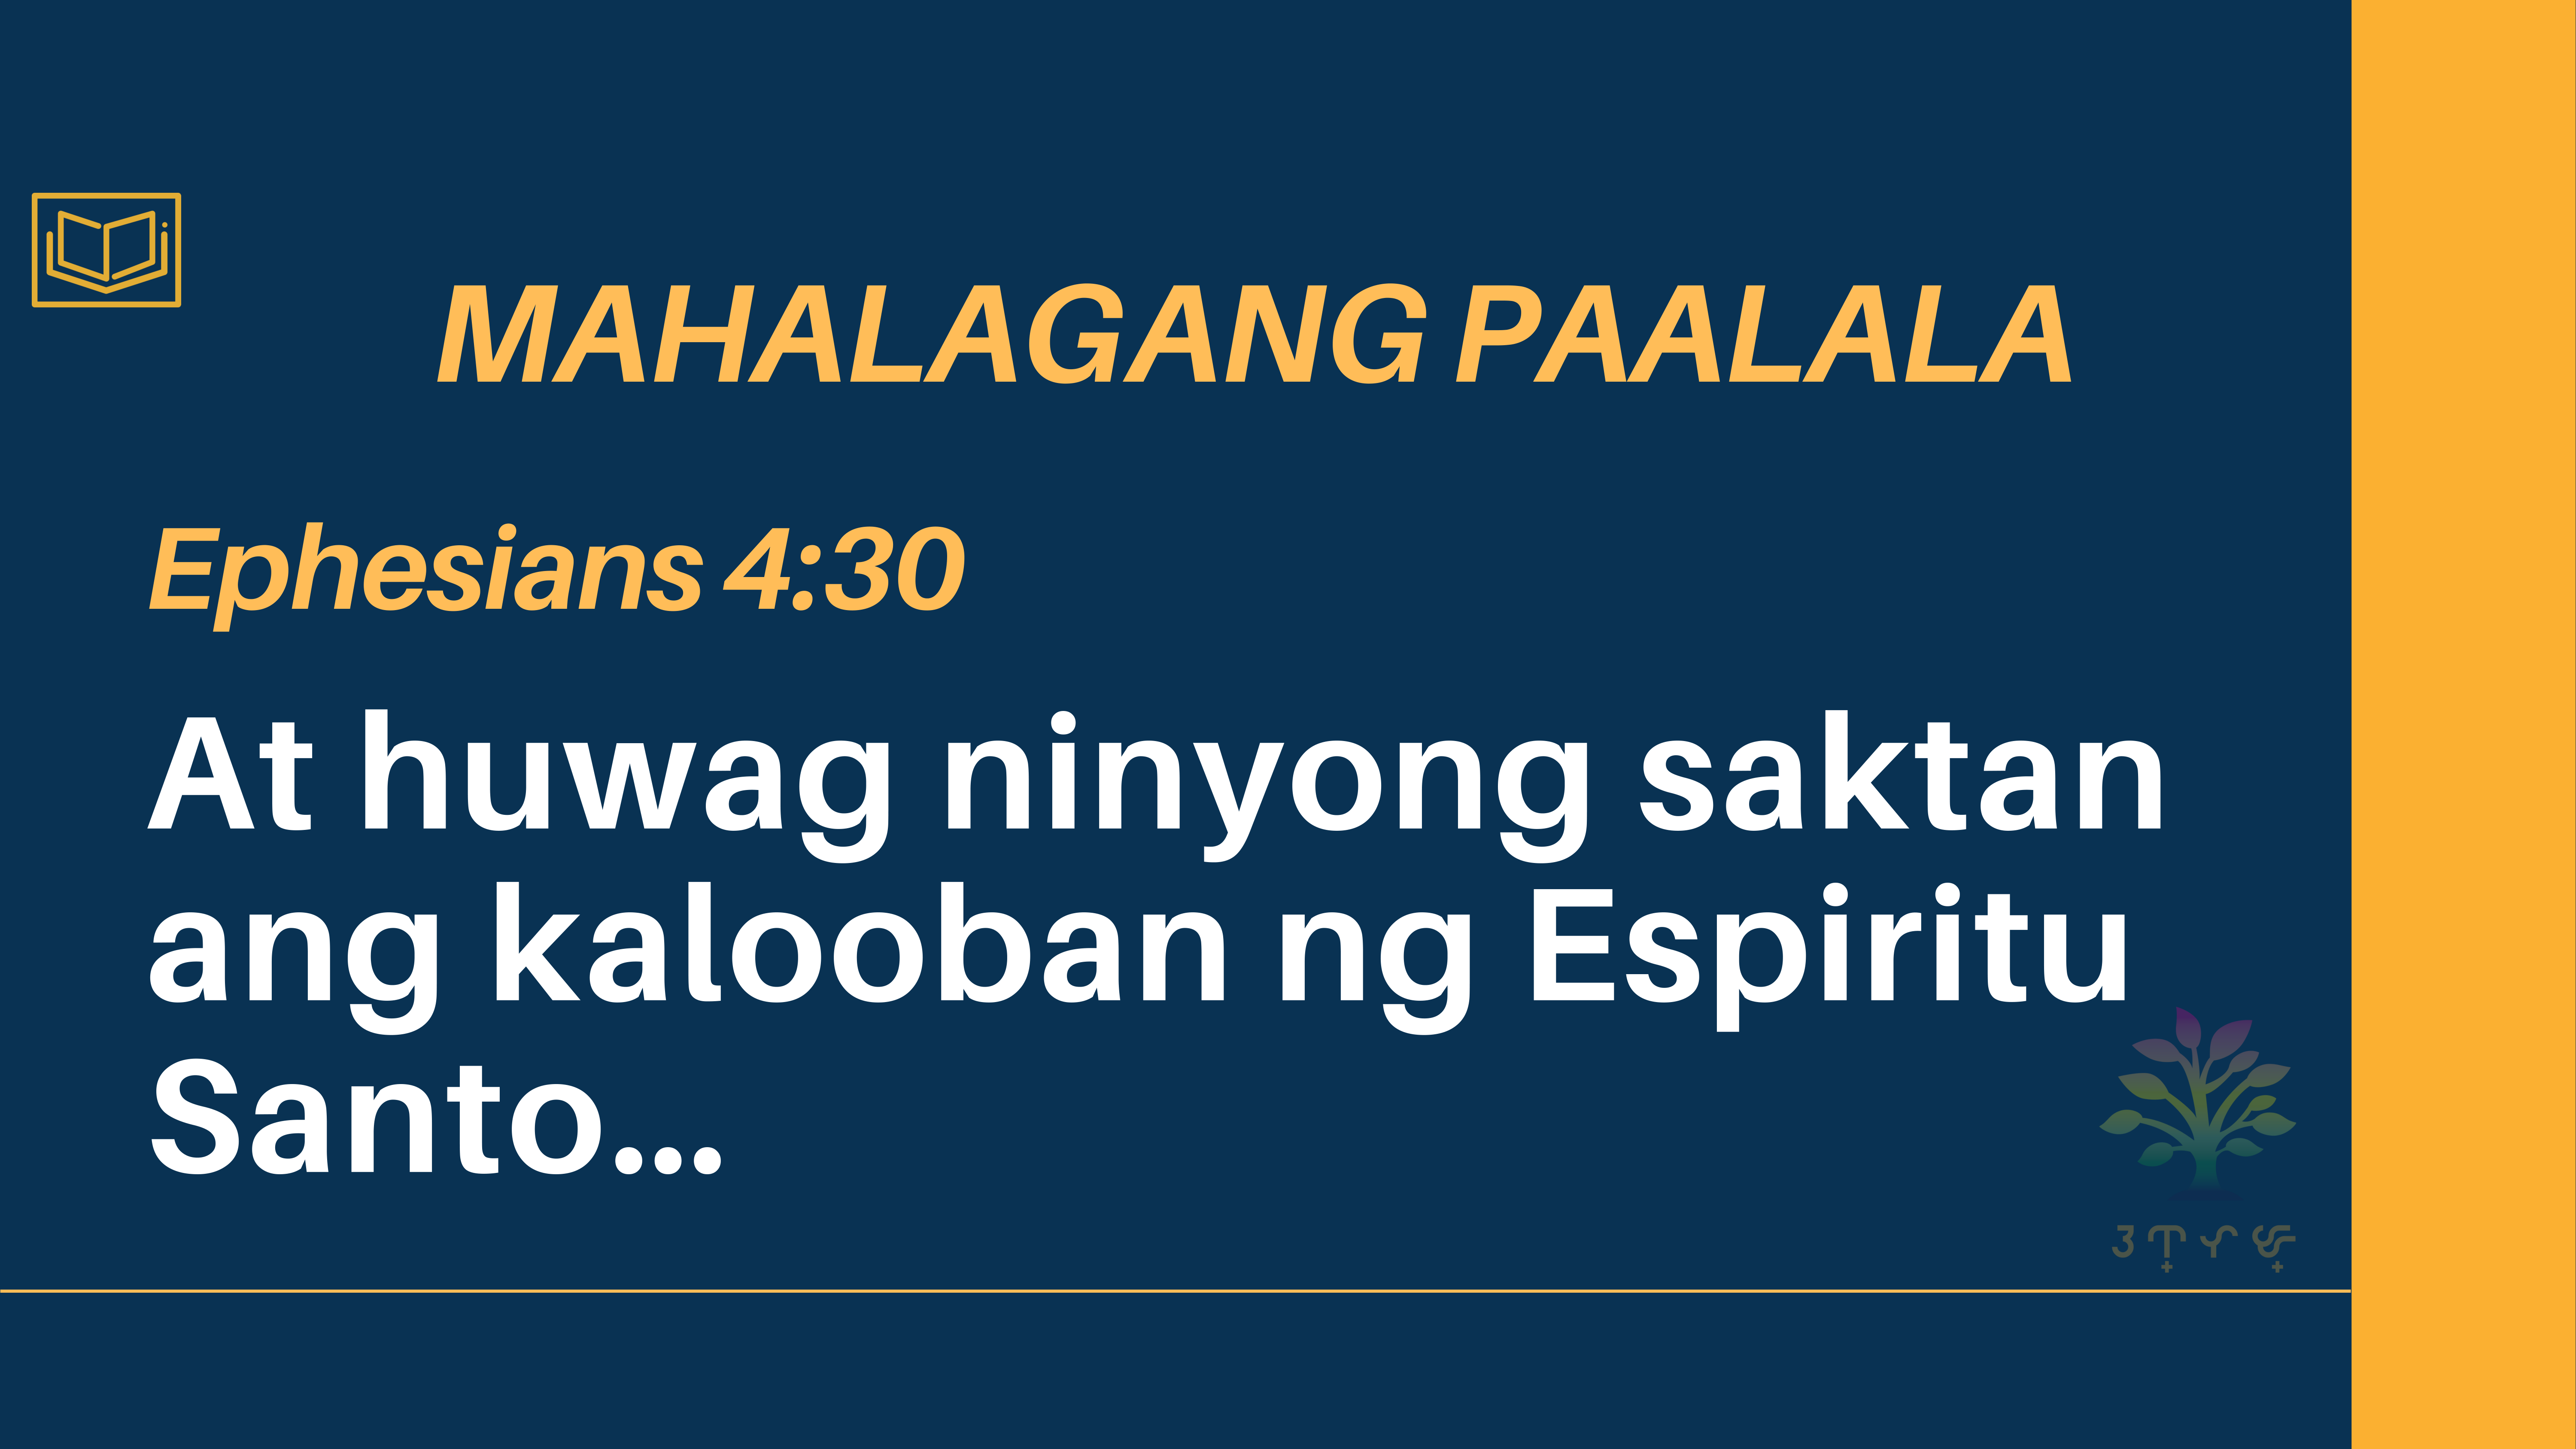 MAHALAGANG PAALALA
Ephesians 4:30
At huwag ninyong saktan
ang kalooban ng Espiritu
Santo...